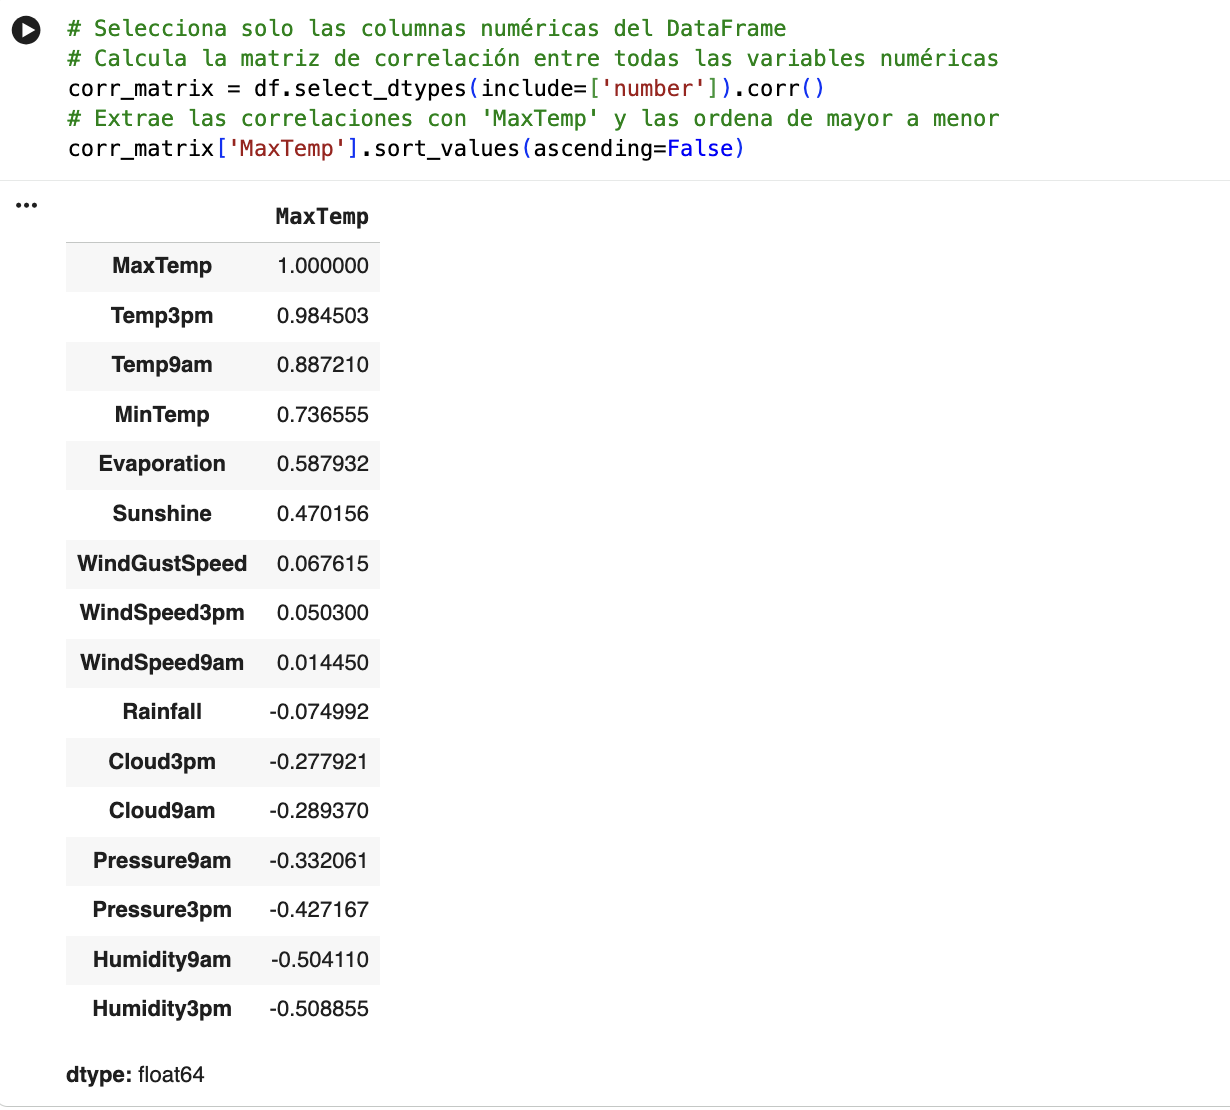 # Selecciona solo las columnas numéricas del DataFrame
# Calcula la matriz de correlación entre todas las variables numéricas
corr_matrix = df.select_dtypes(include=['number']).corr()
# Extrae las correlaciones con 'MaxTemp' y las ordena de mayor a menor
corr_matrix['MaxTemp'].sort_values(ascending=False)
MaxTemp
MaxTemp 1.000000
Temp3pm 0.984503
Temp9am 0.887210
MinTemp 0.736555
Evaporation 0.587932
Sunshine 0.470156
WindGustSpeed 0.067615
WindSpeed3pm 0.050300
WindSpeed9am 0.014450
Rainfall -0.074992
Cloud3pm -0.277921
Cloud9am -0.289370
Pressure9am -0.332061
Pressure3pm -0.427167
Humidity9am -0.504110
Humidity3pm -0.508855
dtype: float64